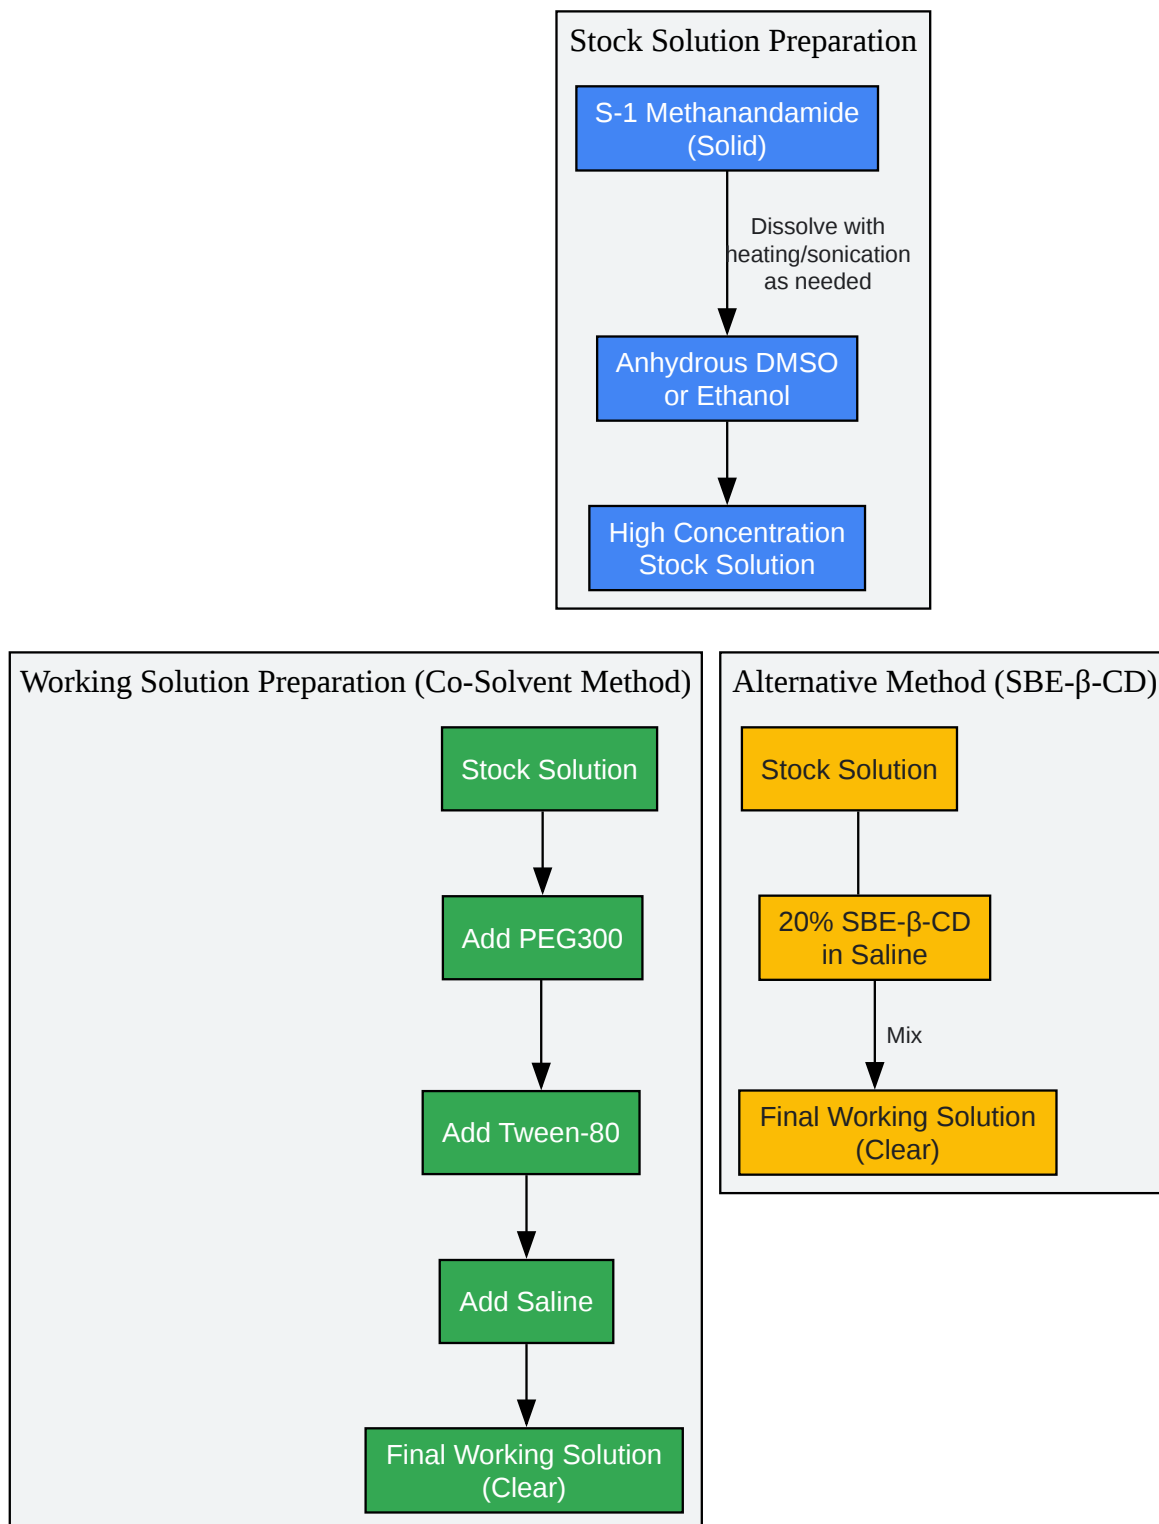 Stock Solution Preparation
S-1 Methanandamide
(Solid)
Dissolve with
heating/sonication
as needed
Anhydrous DMSO
or Ethanol
High Concentration
Stock Solution
Working Solution Preparation (Co-Solvent Method)
Stock Solution
Add PEG300
Add Tween-80
Add Saline
Final Working Solution
(Clear)
Alternative Method (SBE-β-CD)
Stock Solution
20% SBE-β-CD
in Saline
Mix
Final Working Solution
(Clear)